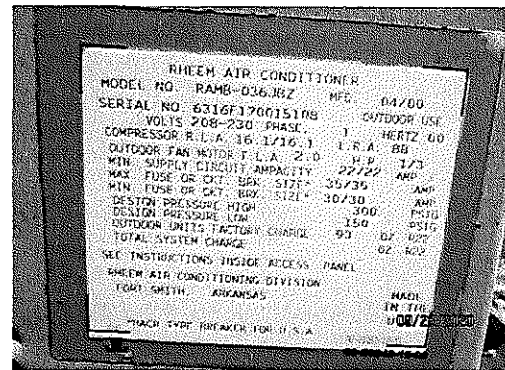 RHEEM AIR CONDITIONER
MODEL NO. RAMB-036JBZ MFG. 04/00
SERIAL NO. 6316F1700151R8 OUTDOOR USE
VOLTS 208-230 PHASE 1 HERTZ 60
COMPRESSOR R.L.A. 16.1/16.1 L.R.A. 88
OUTDOOR FAN MOTOR F.L.A. 2.0 H.P. 1/3
MIN. SUPPLY CIRCUIT AMPACITY 22/22 AMP
MAX. FUSE OR CKT. BRK. SIZE* 35/35 AMP
MIN. FUSE OR CKT. BRK. SIZE* 30/30 AMP
DESIGN PRESSURE HIGH 300 PSIG
DESIGN PRESSURE LOW 150 PSIG
OUTDOOR UNITS FACTORY CHARGE 93 OZ R22
TOTAL SYSTEM CHARGE OZ R22
SEE INSTRUCTIONS INSIDE ACCESS PANEL
RHEEM AIR CONDITIONING DIVISION
FORT SMITH, ARKANSAS
MADE
IN THE
TYPE BREAKER FOR U.S.A.